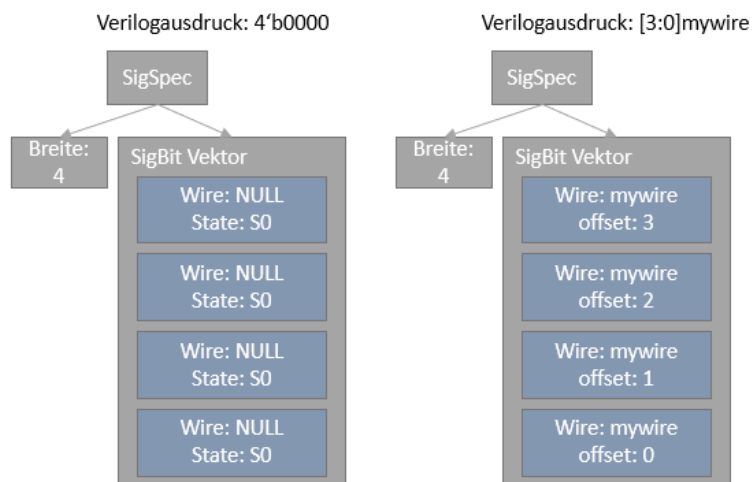 Verilogausdruck: 4‘b0000
SigSpec
Breite:
4
SigBit Vektor
Wire: NULL
State: S0
Wire: NULL
State: S0
Wire: NULL
State: S0
Wire: NULL
State: S0
Verilogausdruck: [3:0]mywire
SigSpec
Breite:
4
SigBit Vektor
Wire: mywire
offset: 3
Wire: mywire
offset: 2
Wire: mywire
offset: 1
Wire: mywire
offset: 0